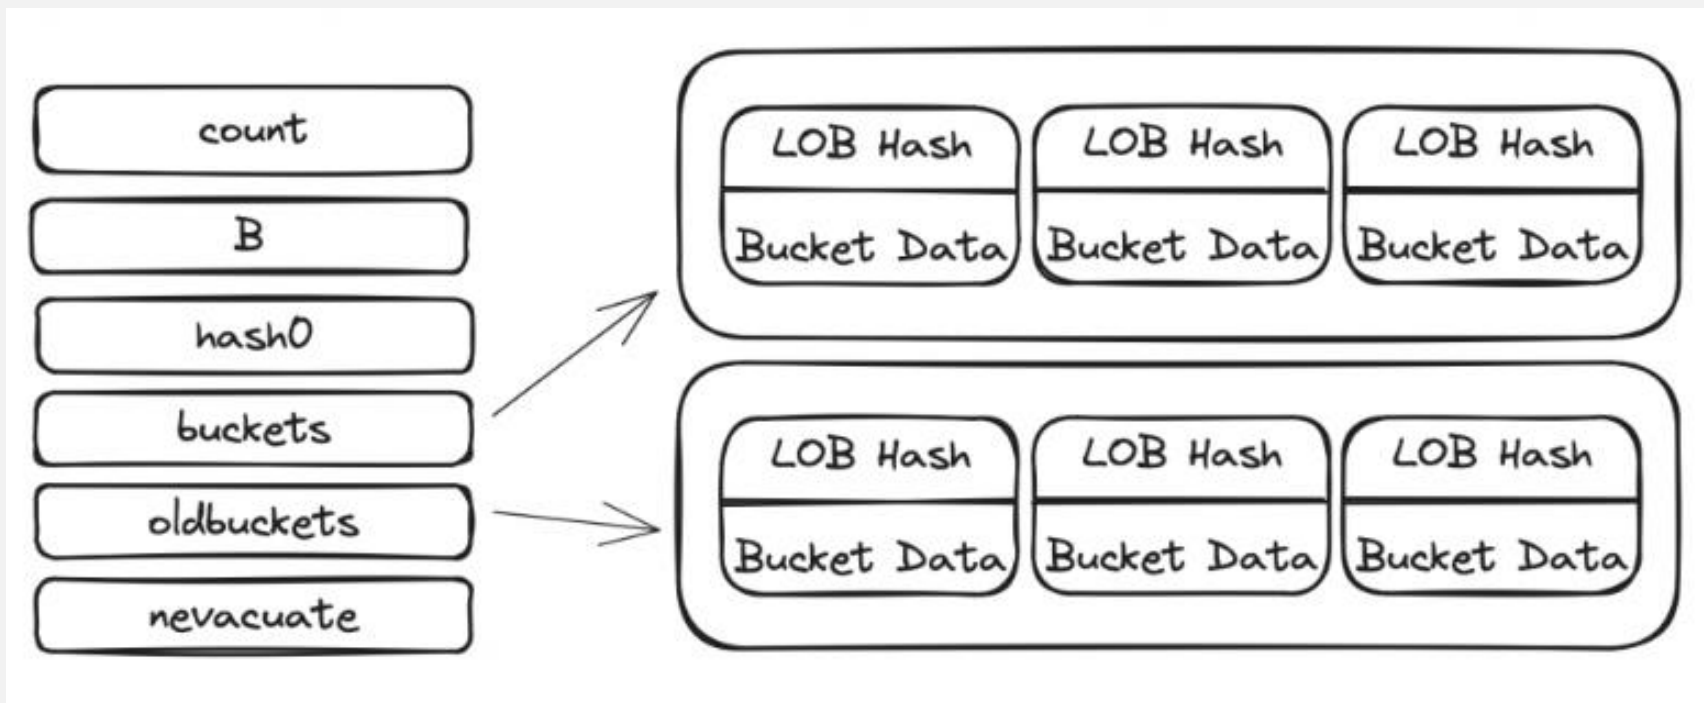 count
B
hash0
buckets
oldbuckets
nevacuate
LOB Hash
LOB Hash
LOB Hash
Bucket Data
Bucket Data
Bucket Data
LOB Hash
LOB Hash
LOB Hash
Bucket Data
Bucket Data
Bucket Data